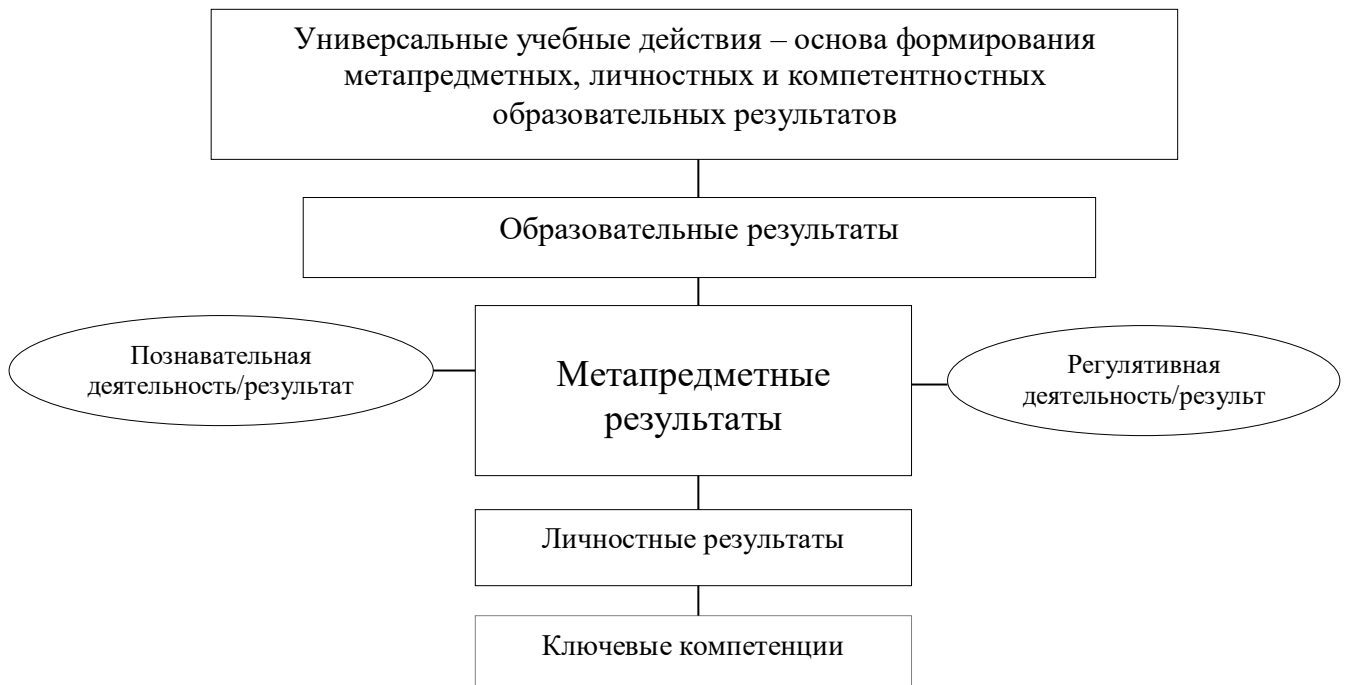 Универсальные учебные действия – основа формирования
метапредметных, личностных и компетентностных
образовательных результатов
Образовательные результаты
Познавательная
деятельность/результат
Метапредметные
результаты
Регулятивная
деятельность/результ
Личностные результаты
Ключевые компетенции